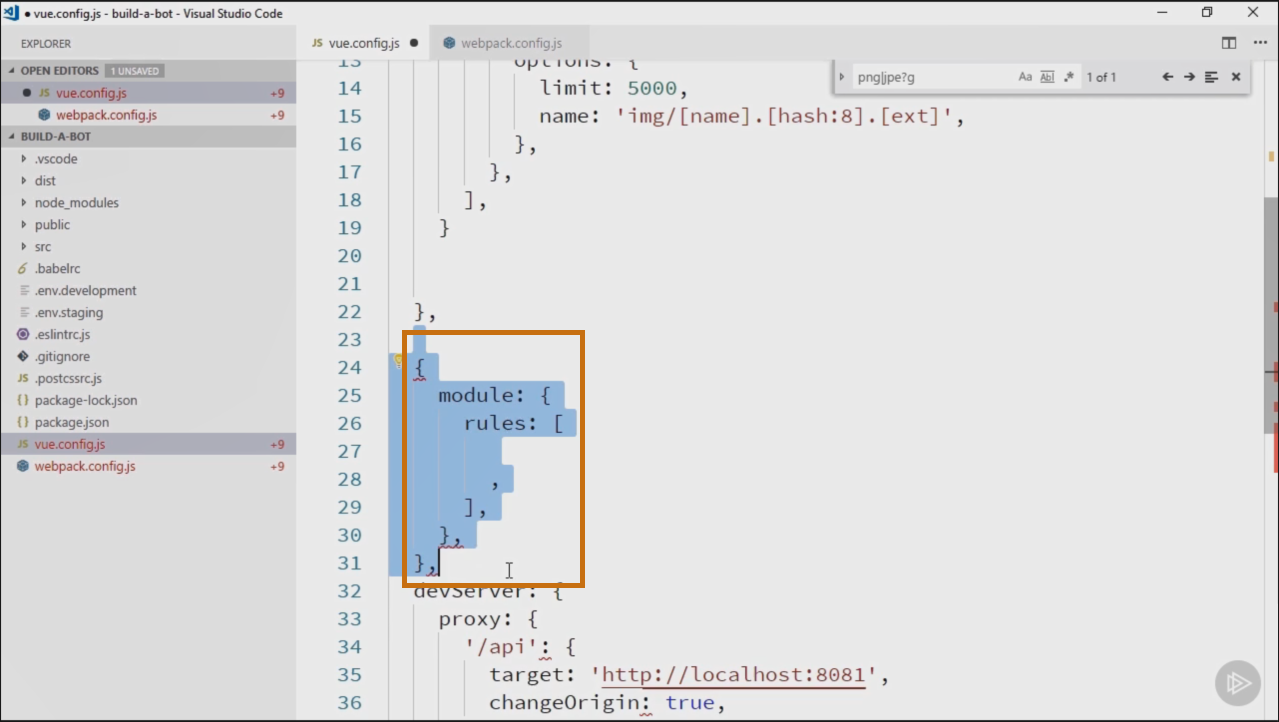 vue.config.js - build-a-bot - Visual Studio Code
EXPLORER
OPEN EDITORS 1 UNSAVED
JS vue.config.js +9
webpack.config.js +9
BUILD-A-BOT
.vscode
dist
node_modules
public
src
.babelrc
.env.development
.env.staging
.eslintrc.js
.gitignore
JS .postcssrc.js
{} package-lock.json
{} package.json
JS vue.config.js +9
webpack.config.js +9
JS vue.config.js
webpack.config.js
png|jpe?g Aa Abl .* 1 of 1
13 options: {
14 limit: 5000,
15 name: 'img/[name].[hash:8].[ext]',
16 },
17 },
18 ],
19 }
20
21
22 },
23
24 {
25 module: {
26 rules: [
27
28 ,
29 ],
30 },
31 },
32 devServer: {
33 proxy: {
34 '/api': {
35 target: 'http://localhost:8081',
36 changeOrigin: true,